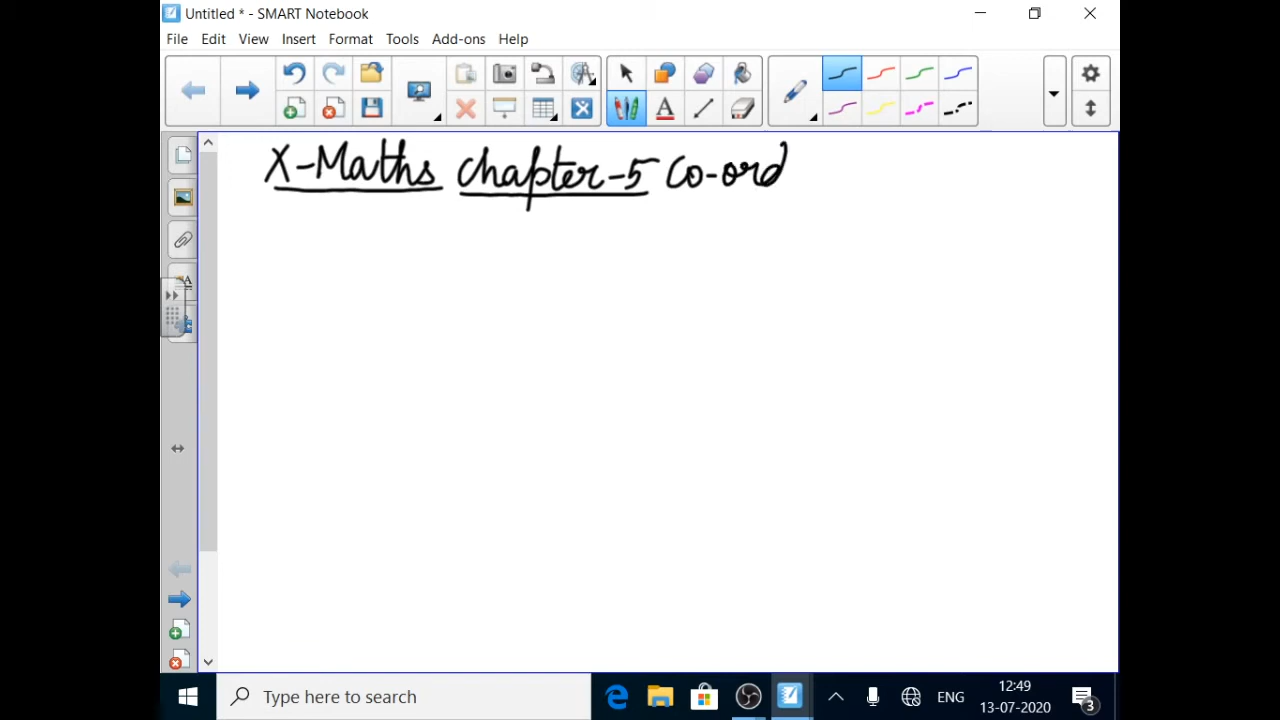 Untitled * - SMART Notebook
File Edit View Insert Format Tools Add-ons Help
X-Maths chapter-5 Co-ord
Type here to search
ENG
12:49
13-07-2020
3